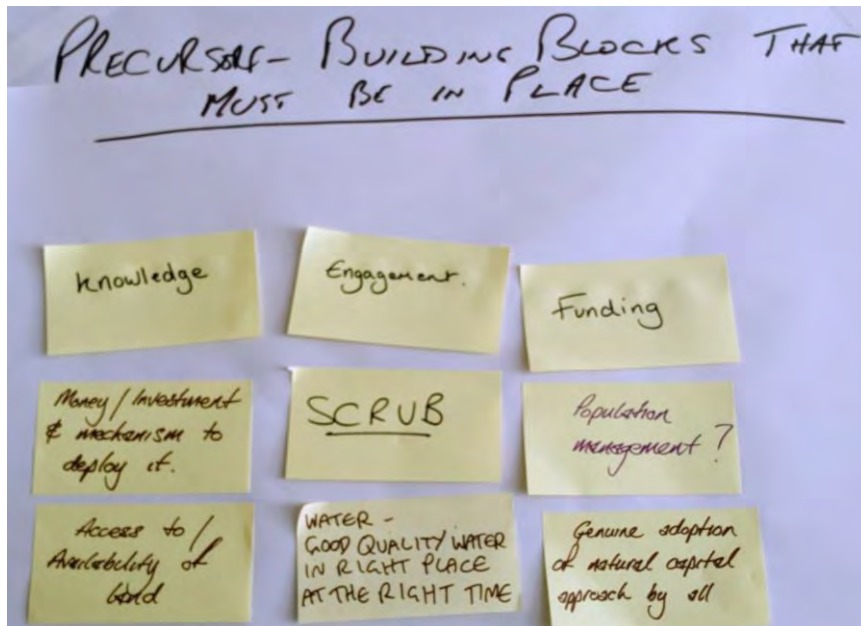 PRECURSORS - BUILDING BLOCKS THAT
MUST BE IN PLACE
Knowledge
Engagement.
Funding
Money / Investment
& mechanism to
deploy it.
SCRUB
Population
management ?
Access to /
Availability of
land
WATER -
GOOD QUALITY WATER
IN RIGHT PLACE
AT THE RIGHT TIME
Genuine adoption
of natural capital
approach by all